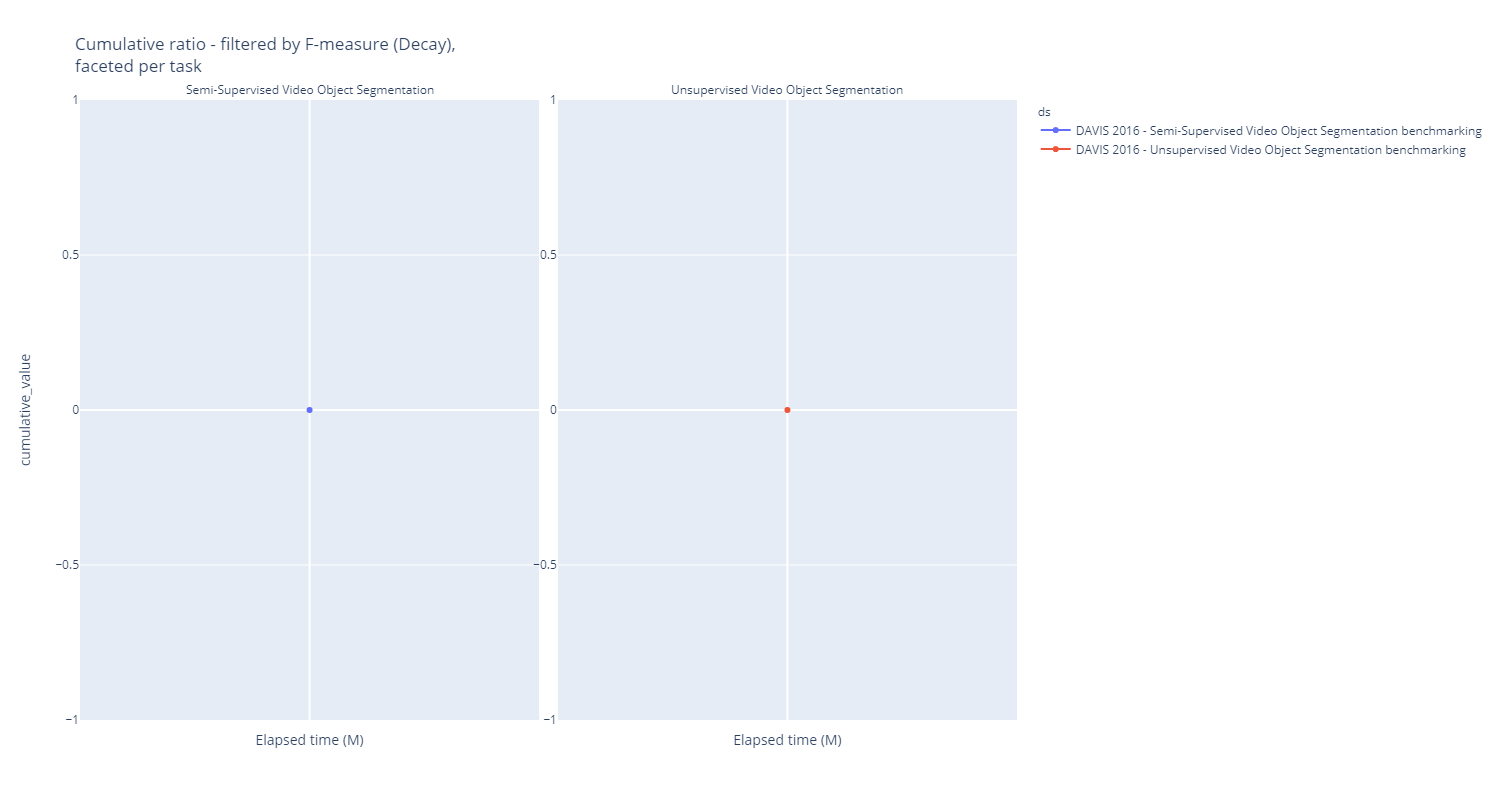 Cumulative ratio - filtered by F-measure (Decay),
faceted per task
Semi-Supervised Video Object Segmentation
Unsupervised Video Object Segmentation
ds
DAVIS 2016 - Semi-Supervised Video Object Segmentation benchmarking
DAVIS 2016 - Unsupervised Video Object Segmentation benchmarking
cumulative_value
1
0.5
0
−0.5
−1
1
0.5
0
−0.5
−1
Elapsed time (M)
Elapsed time (M)